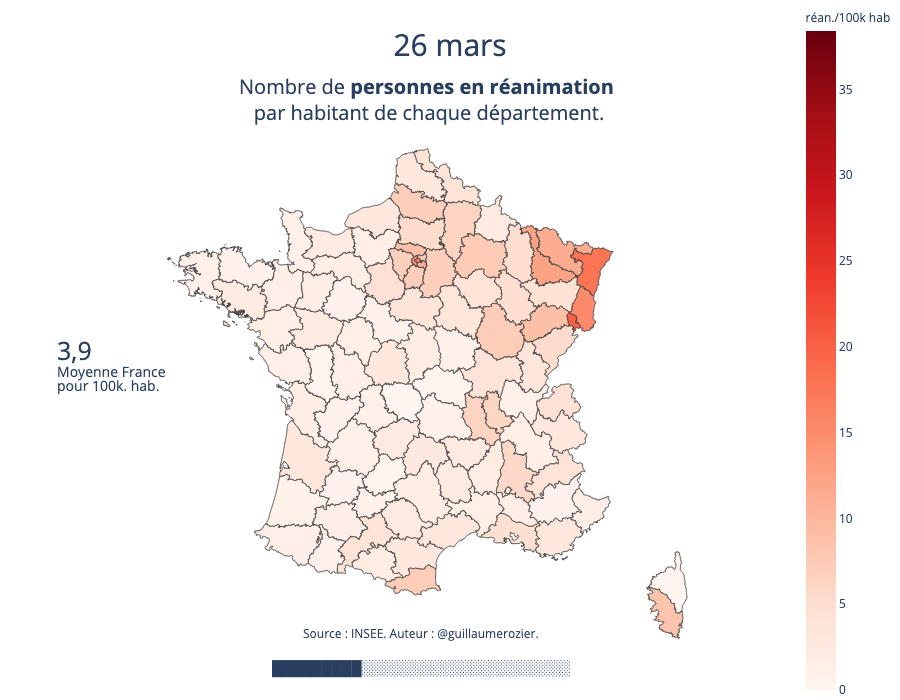 réan./100k hab
26 mars
Nombre de personnes en réanimation
par habitant de chaque département.
35
30
25
20
15
10
5
0
3,9
Moyenne France
pour 100k. hab.
Source : INSEE. Auteur : @guillaumerozier.